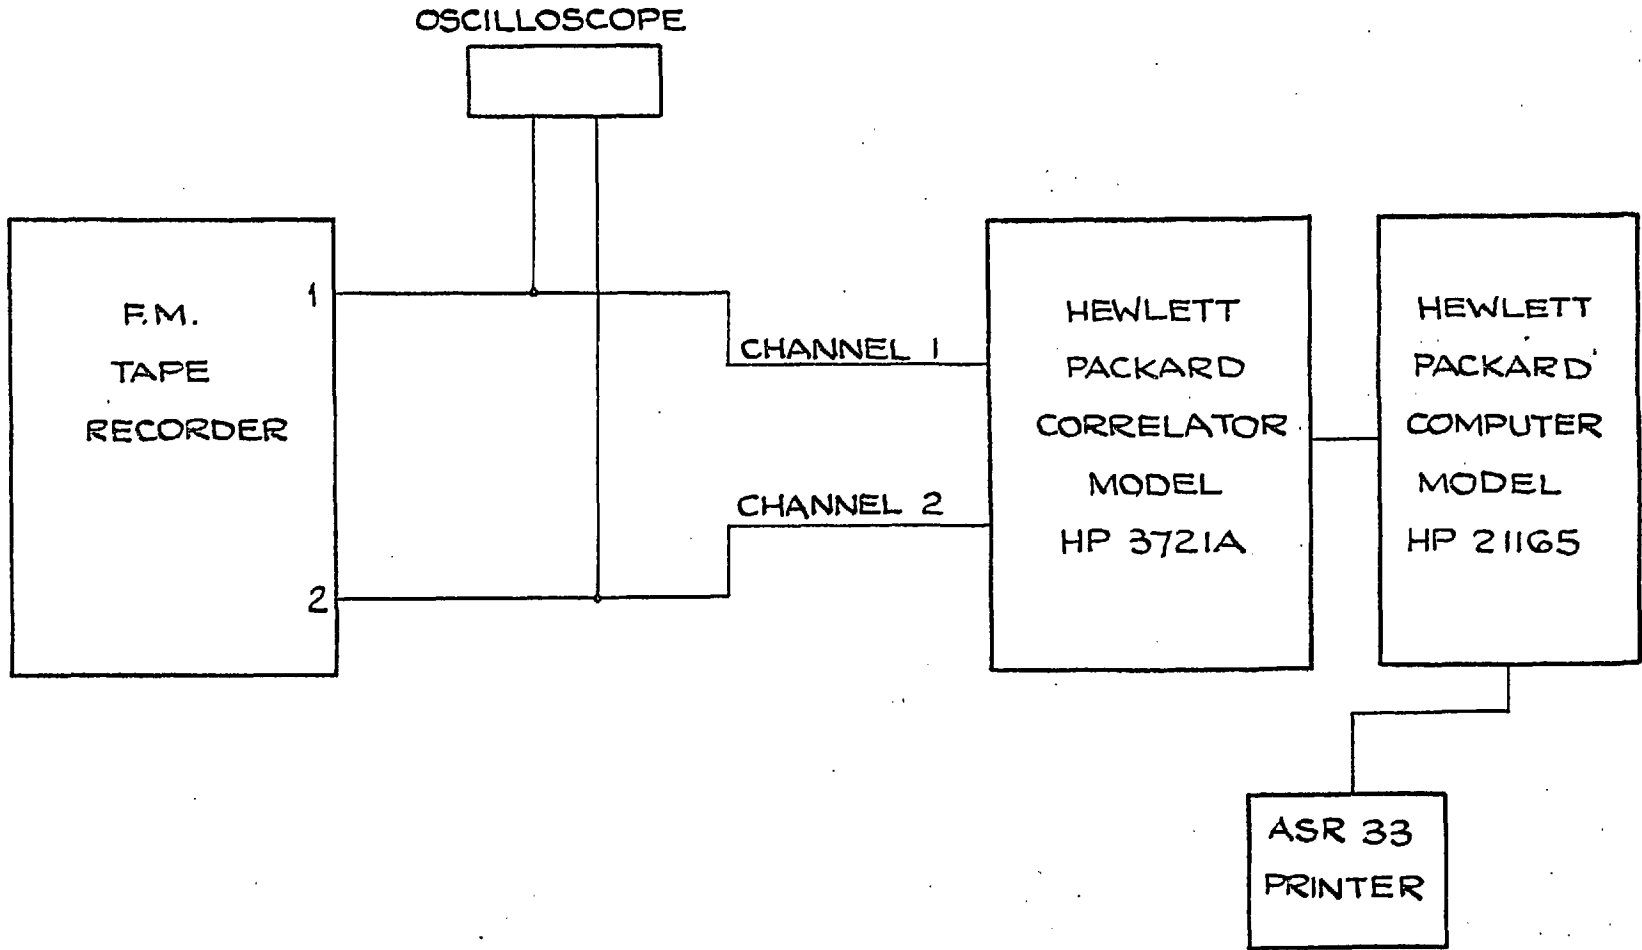 OSCILLOSCOPE
F.M.
TAPE
RECORDER
1
2
CHANNEL 1
CHANNEL 2
HEWLETT
PACKARD
CORRELATOR
MODEL
HP 3721A
HEWLETT
PACKARD
COMPUTER
MODEL
HP 21165
ASR 33
PRINTER